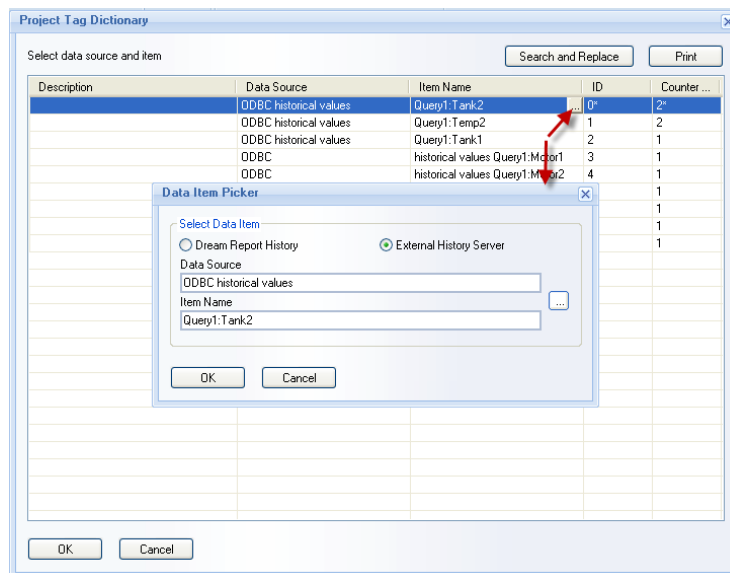 Project Tag Dictionary
Select data source and item
Search and Replace
Print
Description Data Source Item Name ID Counter ...
ODBC historical values Query1:Tank2 ... 0* 2*
ODBC historical values Query1:Temp2 1 2
ODBC historical values Query1:Tank1 2 1
ODBC historical values Query1:Motor1 3 1
ODBC historical values Query1:Motor2 4 1
1
1
1
1
Data Item Picker
Select Data Item
Dream Report History External History Server
Data Source
ODBC historical values
Item Name
...
Query1:Tank2
OK Cancel
OK Cancel